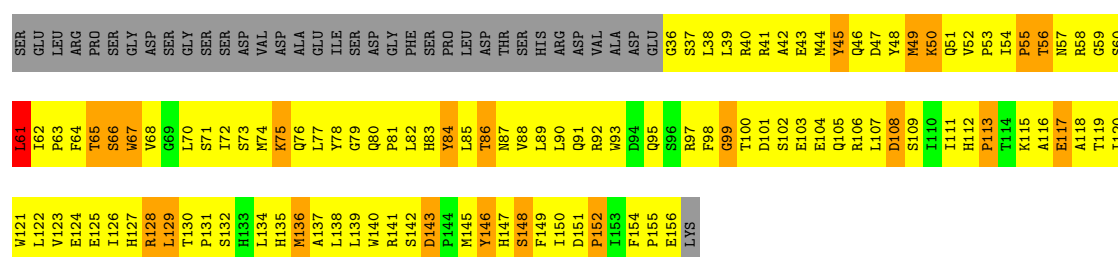 SER GLU LEU ARG PRO SER GLY ASP SER GLY SER SER ASP VAL ASP ALA GLU ILE SER ASP GLY PHE SER PRO LEU ASP THR SER HIS ARG ASP VAL ALA ASP GLU G36 S37 L38 L39 R40 R41 A42 E43 M44 Y45 Q46 D47 Y48 M49 K50 Q51 V52 P53 I54 P55 T56 N57 R58 G59 S60
L61 I62 P63 F64 T65 S66 W67 V68 G69 L70 S71 I72 S73 M74 K75 Q76 L77 Y78 G79 Q80 P81 L82 H83 Y84 L85 T86 N87 V88 L89 L90 Q91 R92 W93 D94 Q95 S96 R97 F98 G99 T100 D101 S102 E103 E104 Q105 R106 L107 D108 S109 I110 I111 H112 P113 T114 K115 A116 E117 A118 T119 I120
W121 L122 V123 E124 E125 I126 H127 R128 L129 T130 P131 S132 H133 L134 H135 M136 A137 L138 L139 W140 R141 S142 D143 P144 M145 Y146 H147 S148 F149 I150 D151 P152 I153 F154 P155 E156 LYS